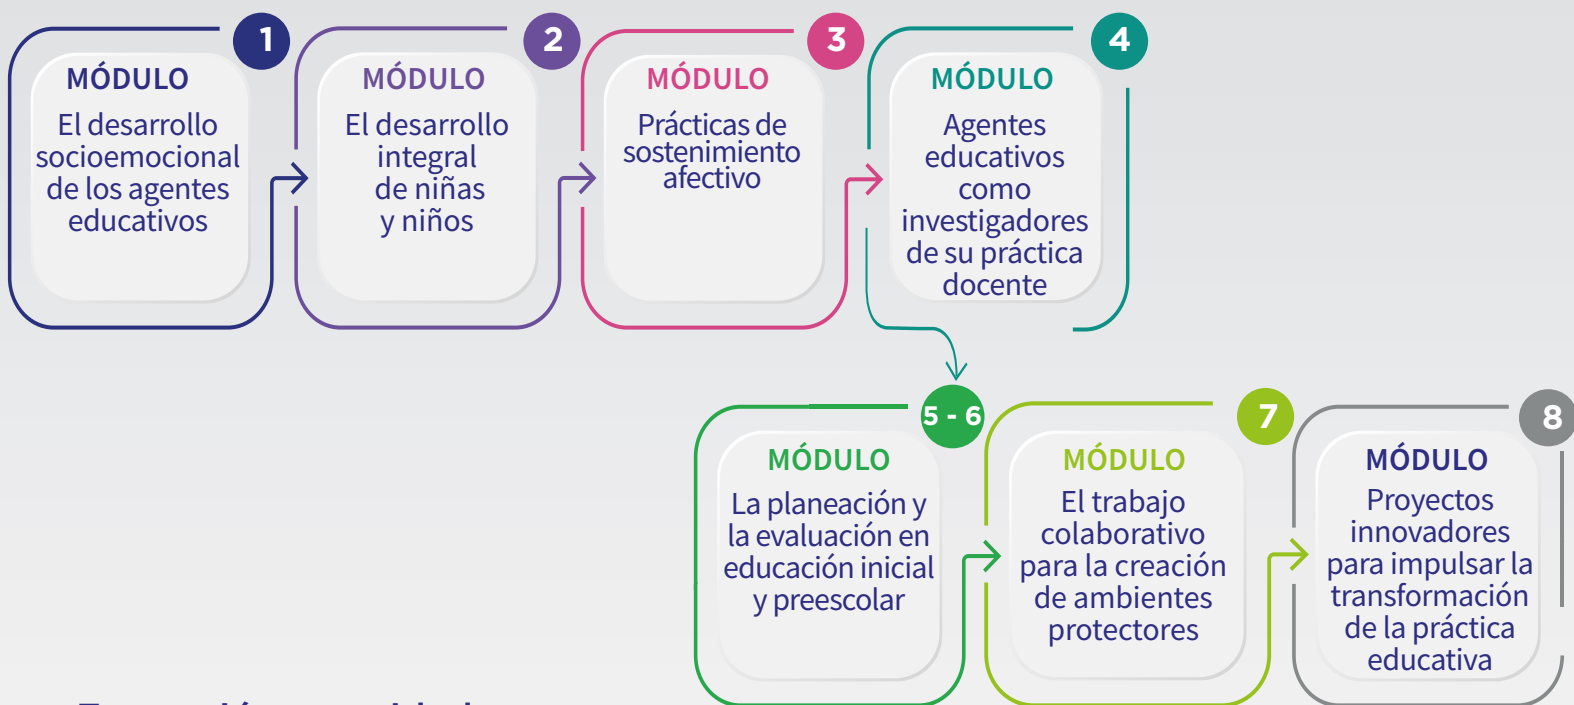 1
MÓDULO
El desarrollo
socioemocional
de los agentes
educativos
2
MÓDULO
El desarrollo
integral
de niñas
y niños
3
MÓDULO
Prácticas de
sostenimiento
afectivo
4
MÓDULO
Agentes
educativos
como
investigadores
de su práctica
docente
5 - 6
MÓDULO
La planeación y
la evaluación en
educación inicial
y preescolar
7
MÓDULO
El trabajo
colaborativo
para la creación
de ambientes
protectores
8
MÓDULO
Proyectos
innovadores
para impulsar la
transformación
de la práctica
educativa